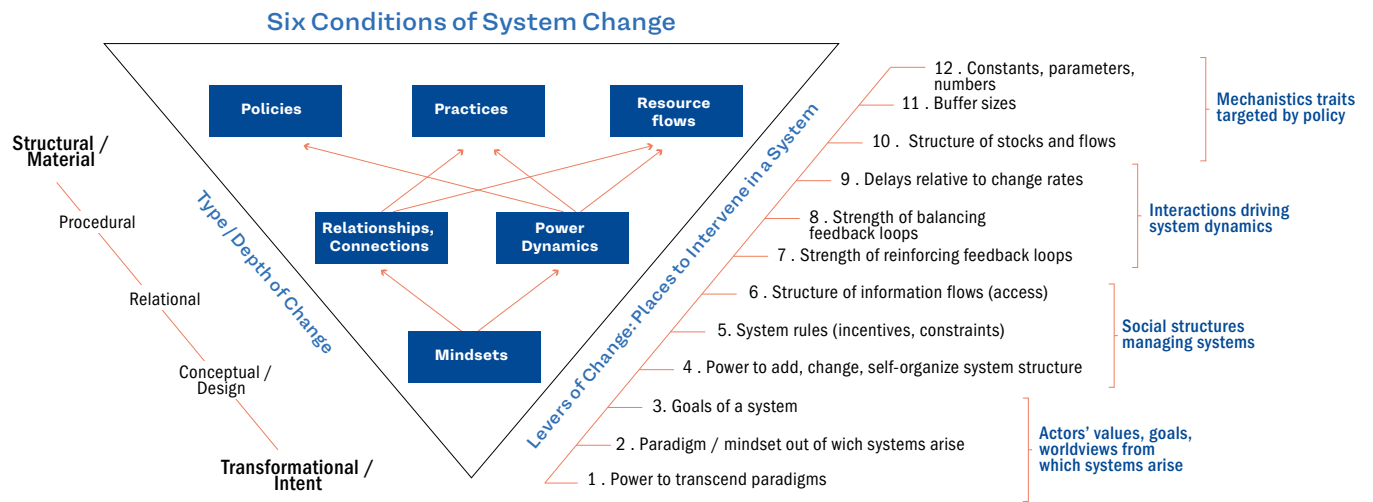 Six Conditions of System Change
Policies
Practices
Resource
flows
Relationships,
Connections
Power
Dynamics
Mindsets
Structural /
Material
Procedural
Relational
Conceptual /
Design
Transformational /
Intent
Type / Depth of Change
Levers of Change: Places to Intervene in a System
12 . Constants, parameters,
numbers
11 . Buffer sizes
10 . Structure of stocks and flows
9 . Delays relative to change rates
8 . Strength of balancing
feedback loops
7 . Strength of reinforcing feedback loops
6 . Structure of information flows (access)
5. System rules (incentives, constraints)
4 . Power to add, change, self-organize system structure
3. Goals of a system
2 . Paradigm / mindset out of wich systems arise
1 . Power to transcend paradigms
Mechanistics traits
targeted by policy
Interactions driving
system dynamics
Social structures
managing systems
Actors’ values, goals,
worldviews from
which systems arise